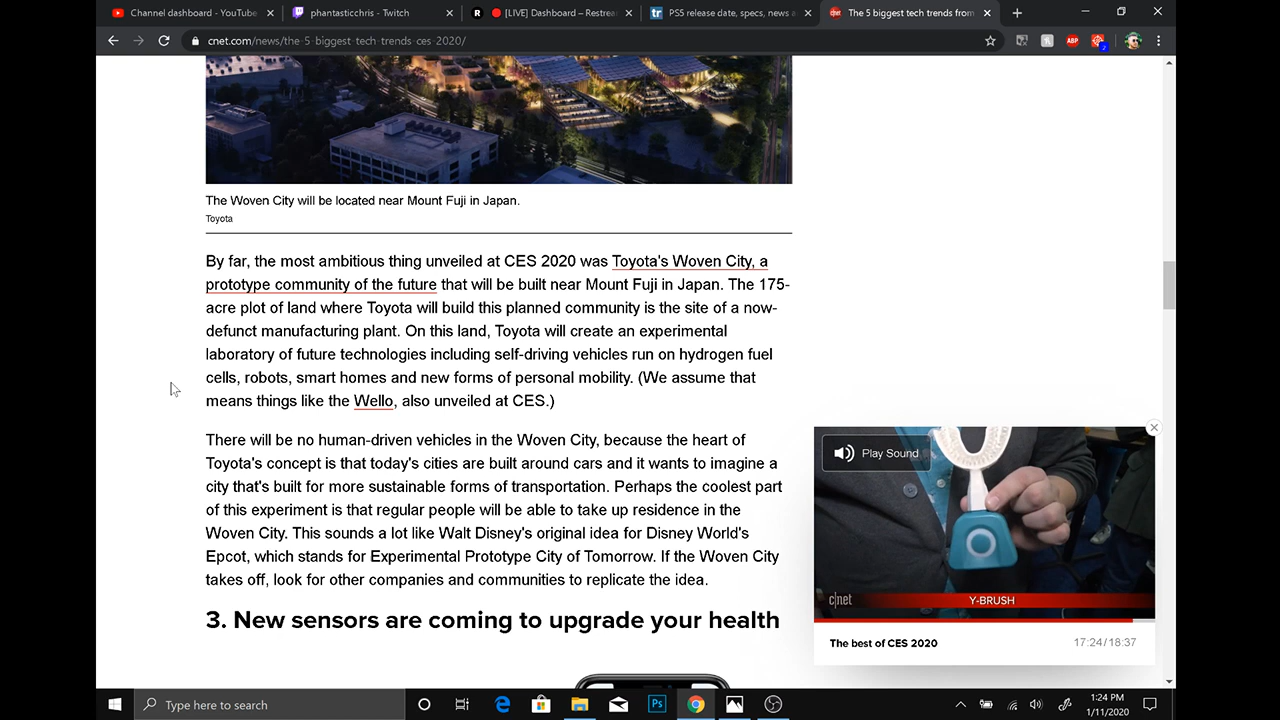 Channel dashboard - YouTube
phantasticchris - Twitch
[LIVE] Dashboard – Restrea
PS5 release date, specs, news a
The 5 biggest tech trends from
cnet.com/news/the-5-biggest-tech-trends-ces-2020/
ABP
2
The Woven City will be located near Mount Fuji in Japan.
Toyota
By far, the most ambitious thing unveiled at CES 2020 was Toyota's Woven City, a
prototype community of the future that will be built near Mount Fuji in Japan. The 175-
acre plot of land where Toyota will build this planned community is the site of a now-
defunct manufacturing plant. On this land, Toyota will create an experimental
laboratory of future technologies including self-driving vehicles run on hydrogen fuel
cells, robots, smart homes and new forms of personal mobility. (We assume that
means things like the Wello, also unveiled at CES.)
There will be no human-driven vehicles in the Woven City, because the heart of
Toyota's concept is that today's cities are built around cars and it wants to imagine a
city that's built for more sustainable forms of transportation. Perhaps the coolest part
of this experiment is that regular people will be able to take up residence in the
Woven City. This sounds a lot like Walt Disney's original idea for Disney World's
Epcot, which stands for Experimental Prototype City of Tomorrow. If the Woven City
takes off, look for other companies and communities to replicate the idea.
3. New sensors are coming to upgrade your health
Play Sound
c|net
Y-BRUSH
The best of CES 2020
17:24/18:37
Type here to search
Ps
1:24 PM
1/11/2020